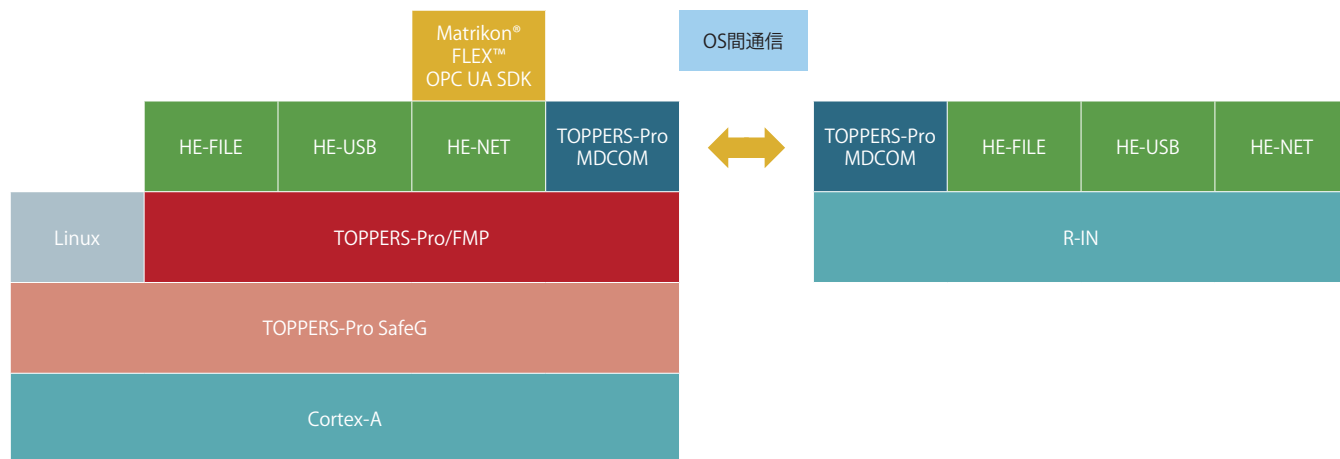 Matrikon®
FLEX™
OPC UA SDK
OS間通信
HE-FILE
HE-USB
HE-NET
TOPPERS-Pro
MDCOM
TOPPERS-Pro
MDCOM
HE-FILE
HE-USB
HE-NET
Linux
TOPPERS-Pro/FMP
R-IN
TOPPERS-Pro SafeG
Cortex-A